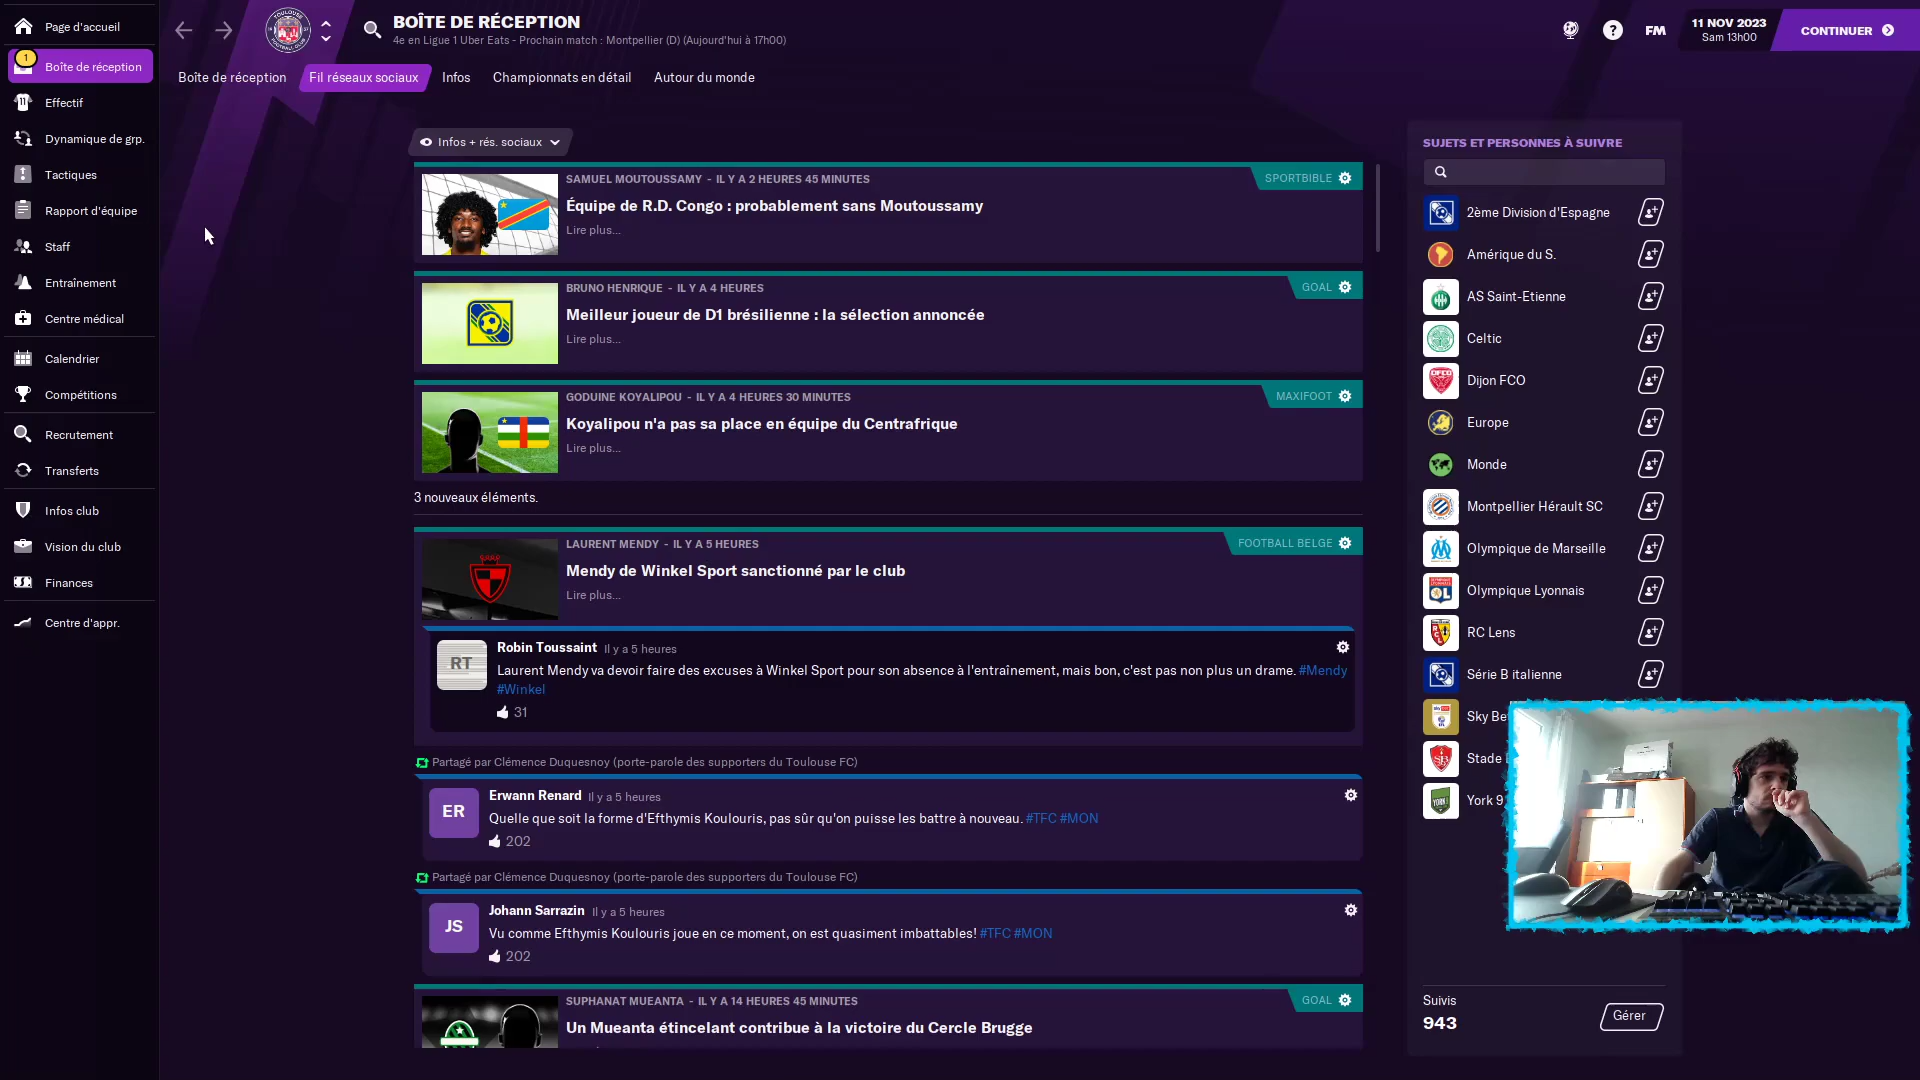 Page d'accueil
1
Boîte de réception
Effectif
Dynamique de grp.
Tactiques
Rapport d'équipe
Staff
Entraînement
Centre médical
Calendrier
Compétitions
Recrutement
Transferts
Infos club
Vision du club
Finances
Centre d'appr.
BOÎTE DE RÉCEPTION
4e en Ligue 1 Uber Eats - Prochain match : Montpellier (D) (Aujourd'hui à 17h00)
?
FM
11 NOV 2023
Sam 13h00
CONTINUER
Boîte de réception
Fil réseaux sociaux
Infos
Championnats en détail
Autour du monde
Infos + rés. sociaux
SAMUEL MOUTOUSSAMY - IL Y A 2 HEURES 45 MINUTES
SPORTBIBLE
Équipe de R.D. Congo : probablement sans Moutoussamy
Lire plus...
BRUNO HENRIQUE - IL Y A 4 HEURES
GOAL
Meilleur joueur de D1 brésilienne : la sélection annoncée
Lire plus...
GODUINE KOYALIPOU - IL Y A 4 HEURES 30 MINUTES
MAXIFOOT
Koyalipou n'a pas sa place en équipe du Centrafrique
Lire plus...
3 nouveaux éléments.
LAURENT MENDY - IL Y A 5 HEURES
FOOTBALL BELGE
Mendy de Winkel Sport sanctionné par le club
Lire plus...
RT
Robin Toussaint Il y a 5 heures
Laurent Mendy va devoir faire des excuses à Winkel Sport pour son absence à l'entraînement, mais bon, c'est pas non plus un drame. #Mendy
#Winkel
31
Partagé par Clémence Duquesnoy (porte-parole des supporters du Toulouse FC)
ER
Erwann Renard Il y a 5 heures
Quelle que soit la forme d'Efthymis Koulouris, pas sûr qu'on puisse les battre à nouveau. #TFC #MON
202
Partagé par Clémence Duquesnoy (porte-parole des supporters du Toulouse FC)
JS
Johann Sarrazin Il y a 5 heures
Vu comme Efthymis Koulouris joue en ce moment, on est quasiment imbattables! #TFC #MON
202
SUPHANAT MUEANTA - IL Y A 14 HEURES 45 MINUTES
GOAL
Un Mueanta étincelant contribue à la victoire du Cercle Brugge
SUJETS ET PERSONNES À SUIVRE
2ème Division d'Espagne
Amérique du S.
AS Saint-Etienne
Celtic
Dijon FCO
Europe
Monde
Montpellier Hérault SC
Olympique de Marseille
Olympique Lyonnais
RC Lens
Série B italienne
Sky Be
Stade
York 9
Suivis
943
Gérer